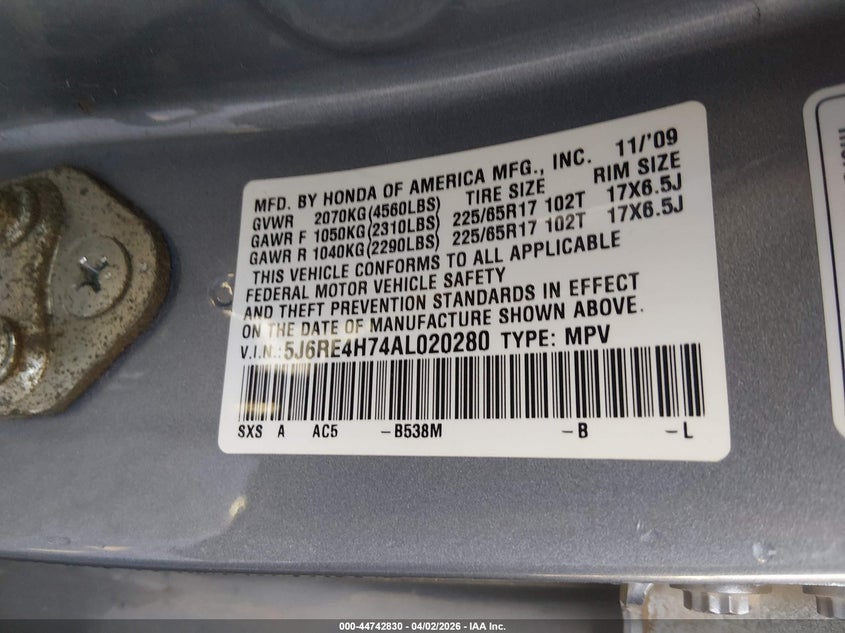 MFD. BY HONDA OF AMERICA MFG., INC. 11/'09
GVWR 2070KG(4560LBS) TIRE SIZE RIM SIZE
GAWR F 1050KG(2310LBS) 225/65R17 102T 17X6.5J
GAWR R 1040KG(2290LBS) 225/65R17 102T 17X6.5J
THIS VEHICLE CONFORMS TO ALL APPLICABLE
FEDERAL MOTOR VEHICLE SAFETY
AND THEFT PREVENTION STANDARDS IN EFFECT
ON THE DATE OF MANUFACTURE SHOWN ABOVE.
V.I.N.: 5J6RE4H74AL020280 TYPE: MPV
SXS A AC5 -B538M -B -L
000-44742830 - 04/02/2026 - IAA Inc.